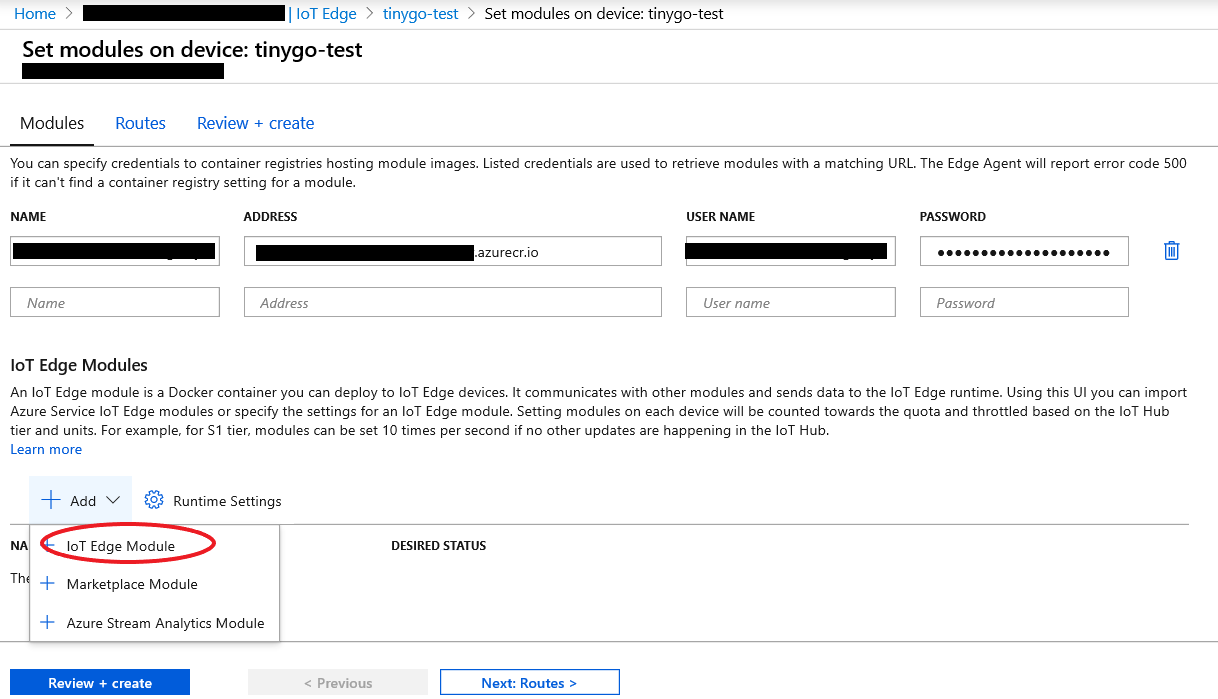 Home > | IoT Edge > tinygo-test > Set modules on device: tinygo-test
Set modules on device: tinygo-test
Modules Routes Review + create
You can specify credentials to container registries hosting module images. Listed credentials are used to retrieve modules with a matching URL. The Edge Agent will report error code 500
if it can't find a container registry setting for a module.
NAME ADDRESS USER NAME PASSWORD
.azurecr.io ●●●●●●●●●●●●●●●●●●●
Name Address User name Password
IoT Edge Modules
An IoT Edge module is a Docker container you can deploy to IoT Edge devices. It communicates with other modules and sends data to the IoT Edge runtime. Using this UI you can import
Azure Service IoT Edge modules or specify the settings for an IoT Edge module. Setting modules on each device will be counted towards the quota and throttled based on the IoT Hub
tier and units. For example, for S1 tier, modules can be set 10 times per second if no other updates are happening in the IoT Hub.
Learn more
+ Add Runtime Settings
NA + IoT Edge Module DESIRED STATUS
The
+ Marketplace Module
+ Azure Stream Analytics Module
Review + create < Previous Next: Routes >